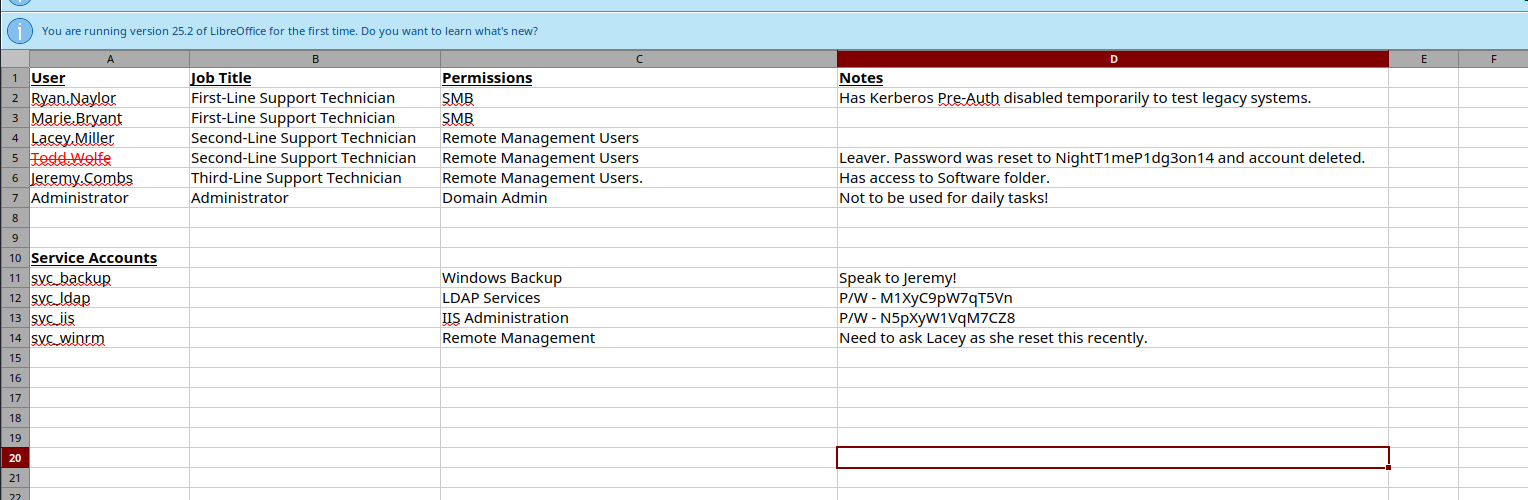 You are running version 25.2 of LibreOffice for the first time. Do you want to learn what's new?
A B C D E F
1 User Job Title Permissions Notes
2 Ryan.Naylor First-Line Support Technician SMB Has Kerberos Pre-Auth disabled temporarily to test legacy systems.
3 Marie.Bryant First-Line Support Technician SMB
4 Lacey.Miller Second-Line Support Technician Remote Management Users
5 Todd.Wolfe Second-Line Support Technician Remote Management Users Leaver. Password was reset to NightT1meP1dg3on14 and account deleted.
6 Jeremy.Combs Third-Line Support Technician Remote Management Users. Has access to Software folder.
7 Administrator Administrator Domain Admin Not to be used for daily tasks!
8
9
10 Service Accounts
11 svc_backup Windows Backup Speak to Jeremy!
12 svc_ldap LDAP Services P/W - M1XyC9pW7qT5Vn
13 svc_iis IIS Administration P/W - N5pXyW1VqM7CZ8
14 svc_winrm Remote Management Need to ask Lacey as she reset this recently.
15
16
17
18
19
20
21
22